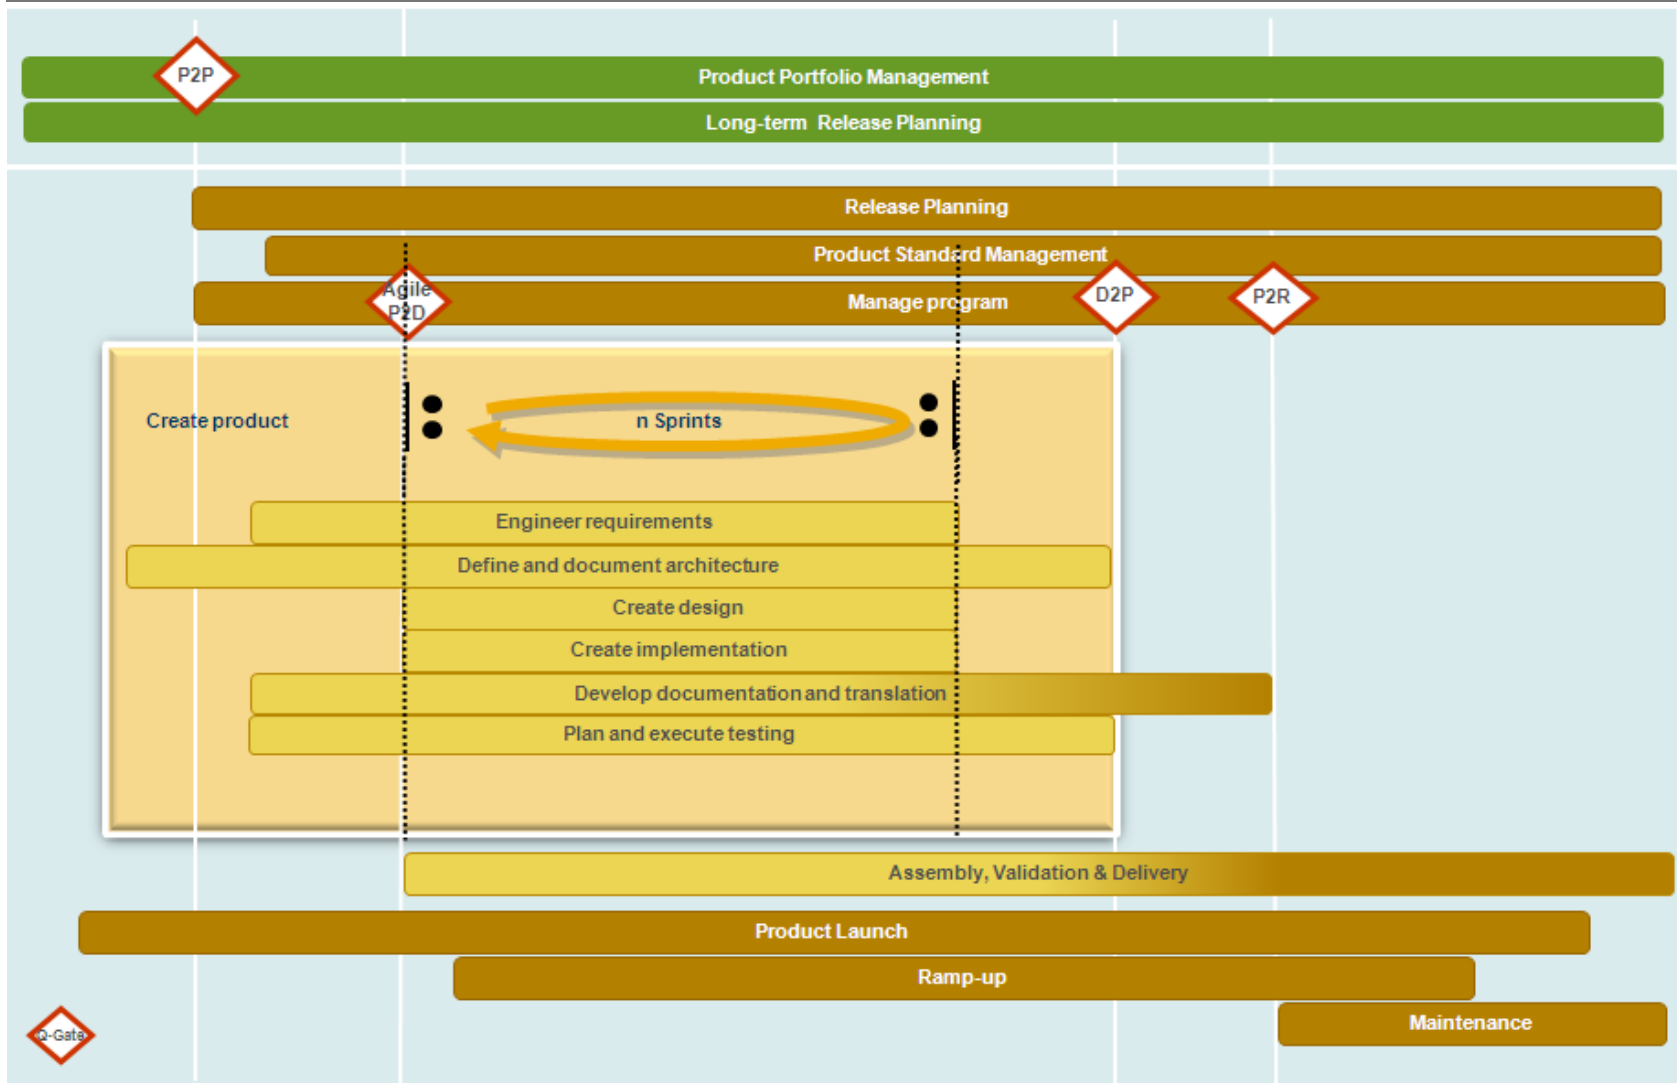 P2P
Product Portfolio Management
Long-term Release Planning
Release Planning
Product Standard Management
Agile
P2D
Manage program
D2P
P2R
Create product
n Sprints
Engineer requirements
Define and document architecture
Create design
Create implementation
Develop documentation and translation
Plan and execute testing
Assembly, Validation & Delivery
Product Launch
Ramp-up
Maintenance
Q-Gate